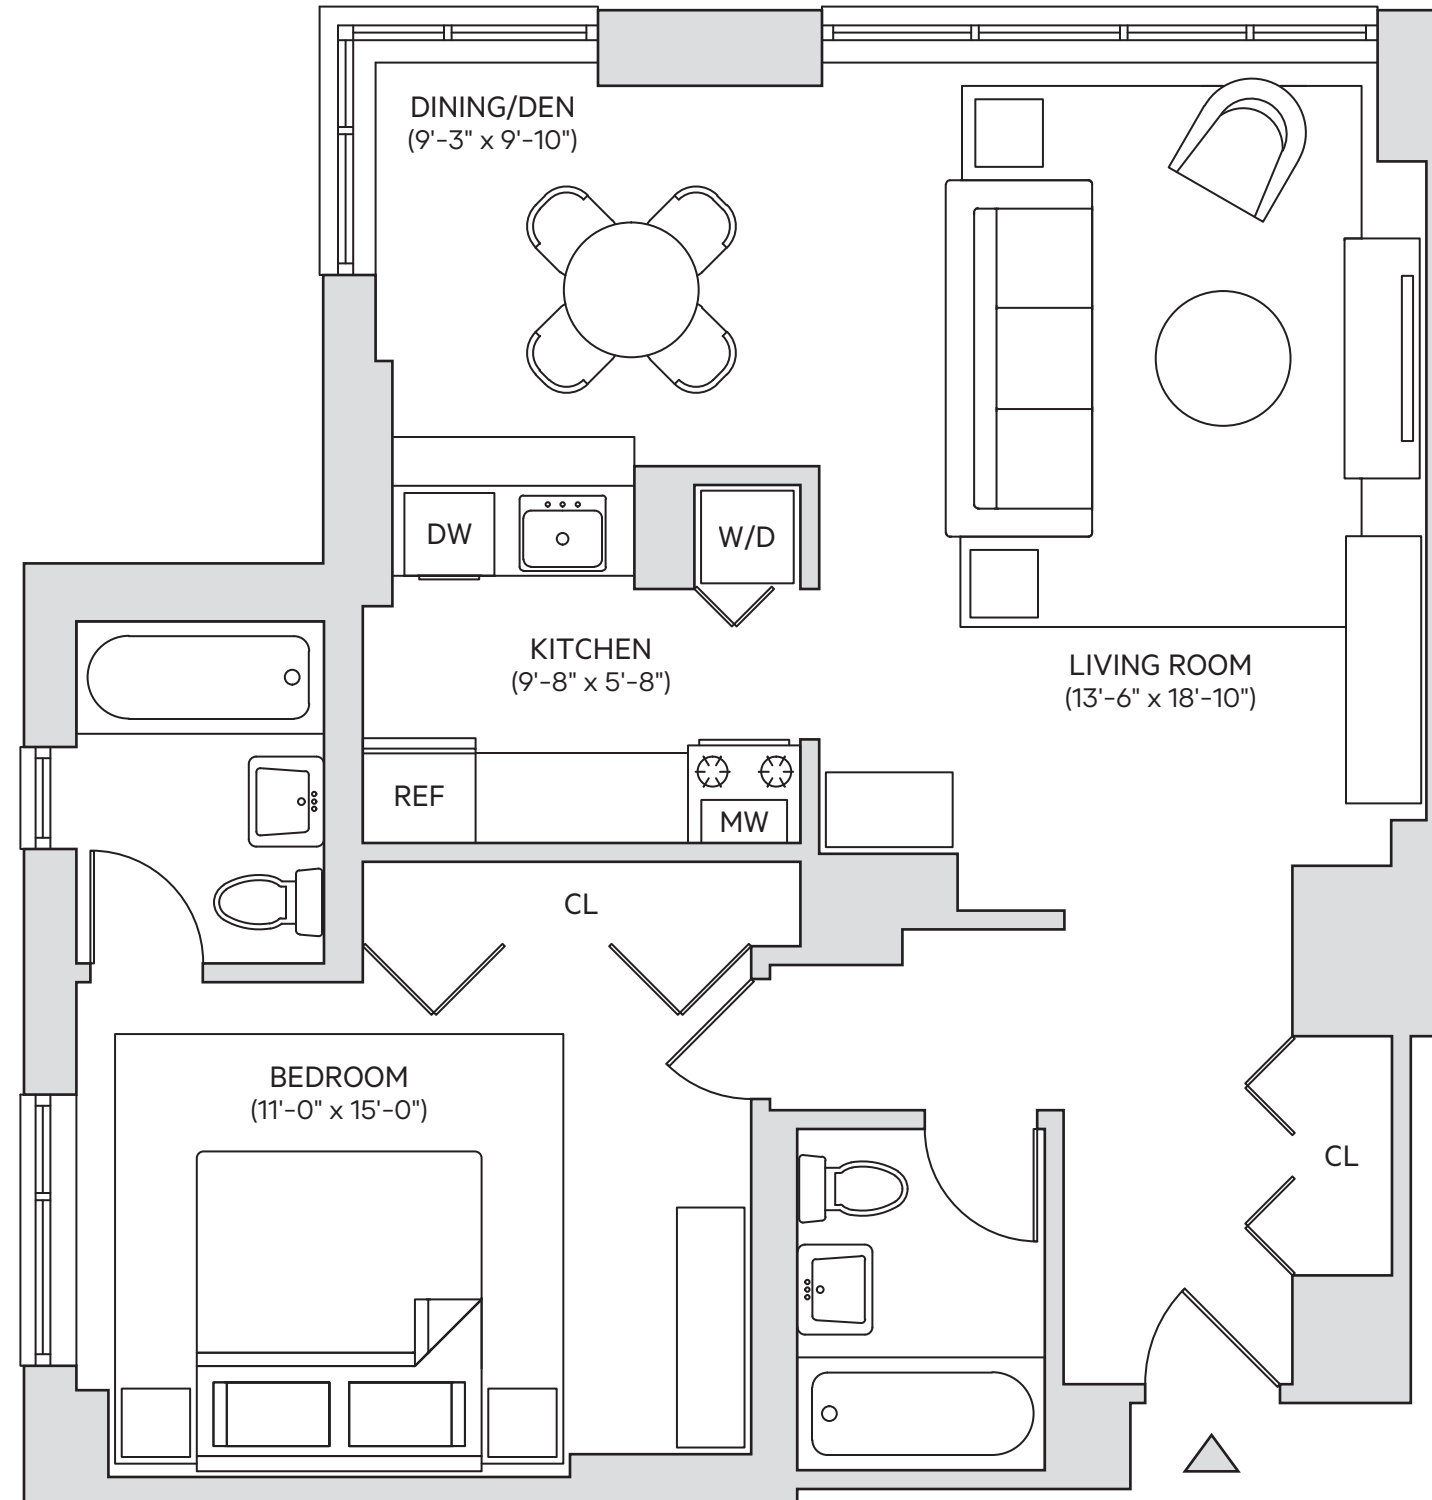 DINING/DEN
(9'-3" x 9'-10")
DW
W/D
KITCHEN
(9'-8" x 5'-8")
LIVING ROOM
(13'-6" x 18'-10")
REF
MW
CL
BEDROOM
(11'-0" x 15'-0")
CL